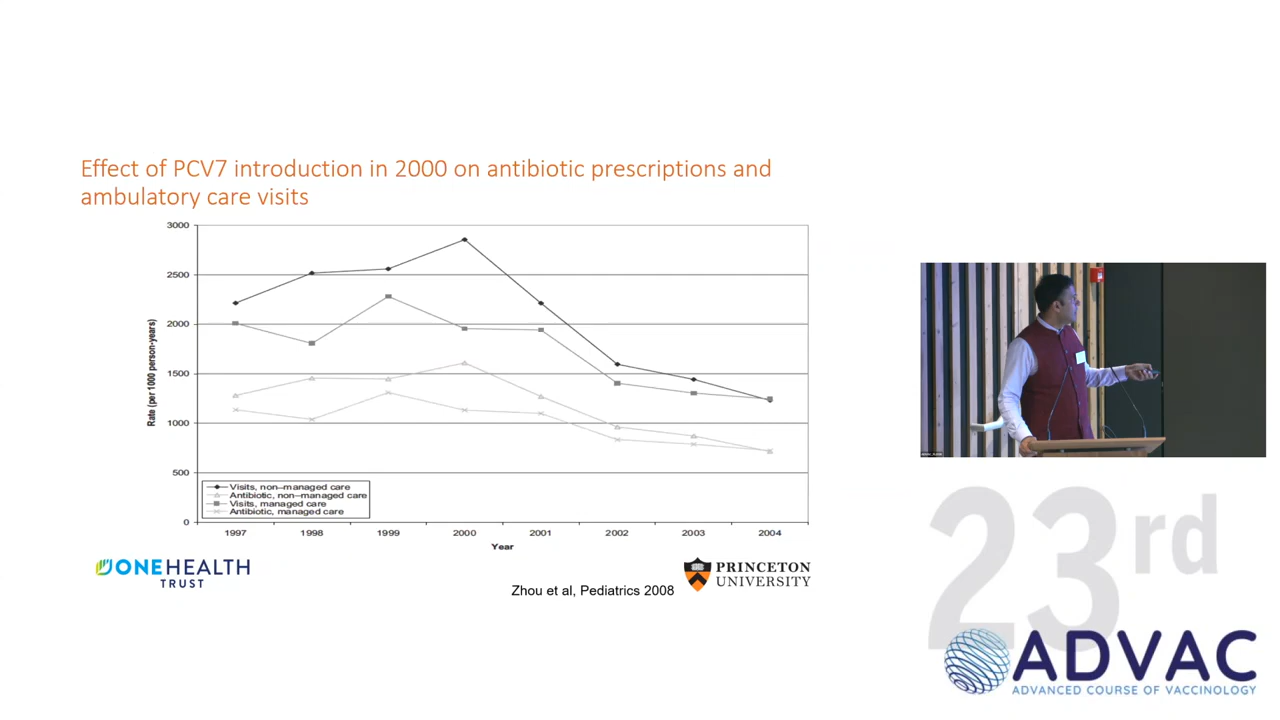 Effect of PCV7 introduction in 2000 on antibiotic prescriptions and
ambulatory care visits
3000
2500
2000
1500
1000
500
0
Rate (per 1000 person-years)
Visits, non–managed care
Antibiotic, non–managed care
Visits, managed care
Antibiotic, managed care
1997 1998 1999 2000 2001 2002 2003 2004
Year
ONEHEALTH
TRUST
Zhou et al, Pediatrics 2008
PRINCETON
UNIVERSITY
23rd
ADVAC
ADVANCED COURSE OF VACCINOLOGY